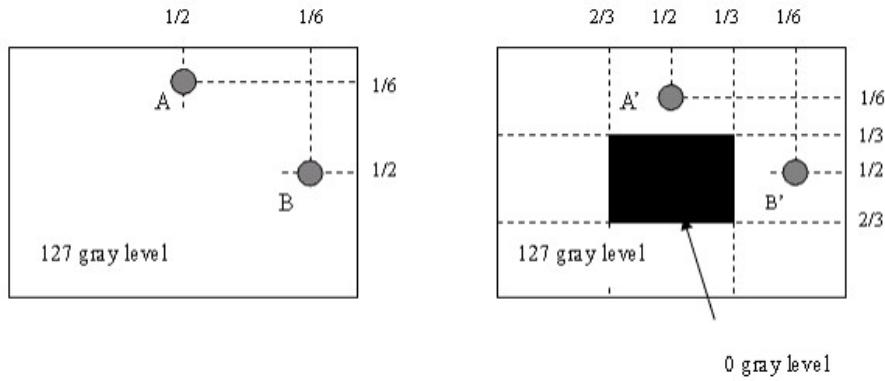 1/2 1/6
1/6
A
1/2
B
127 gray level
2/3 1/2 1/3 1/6
A’
1/6
1/3
1/2
B’
2/3
127 gray level
0 gray level